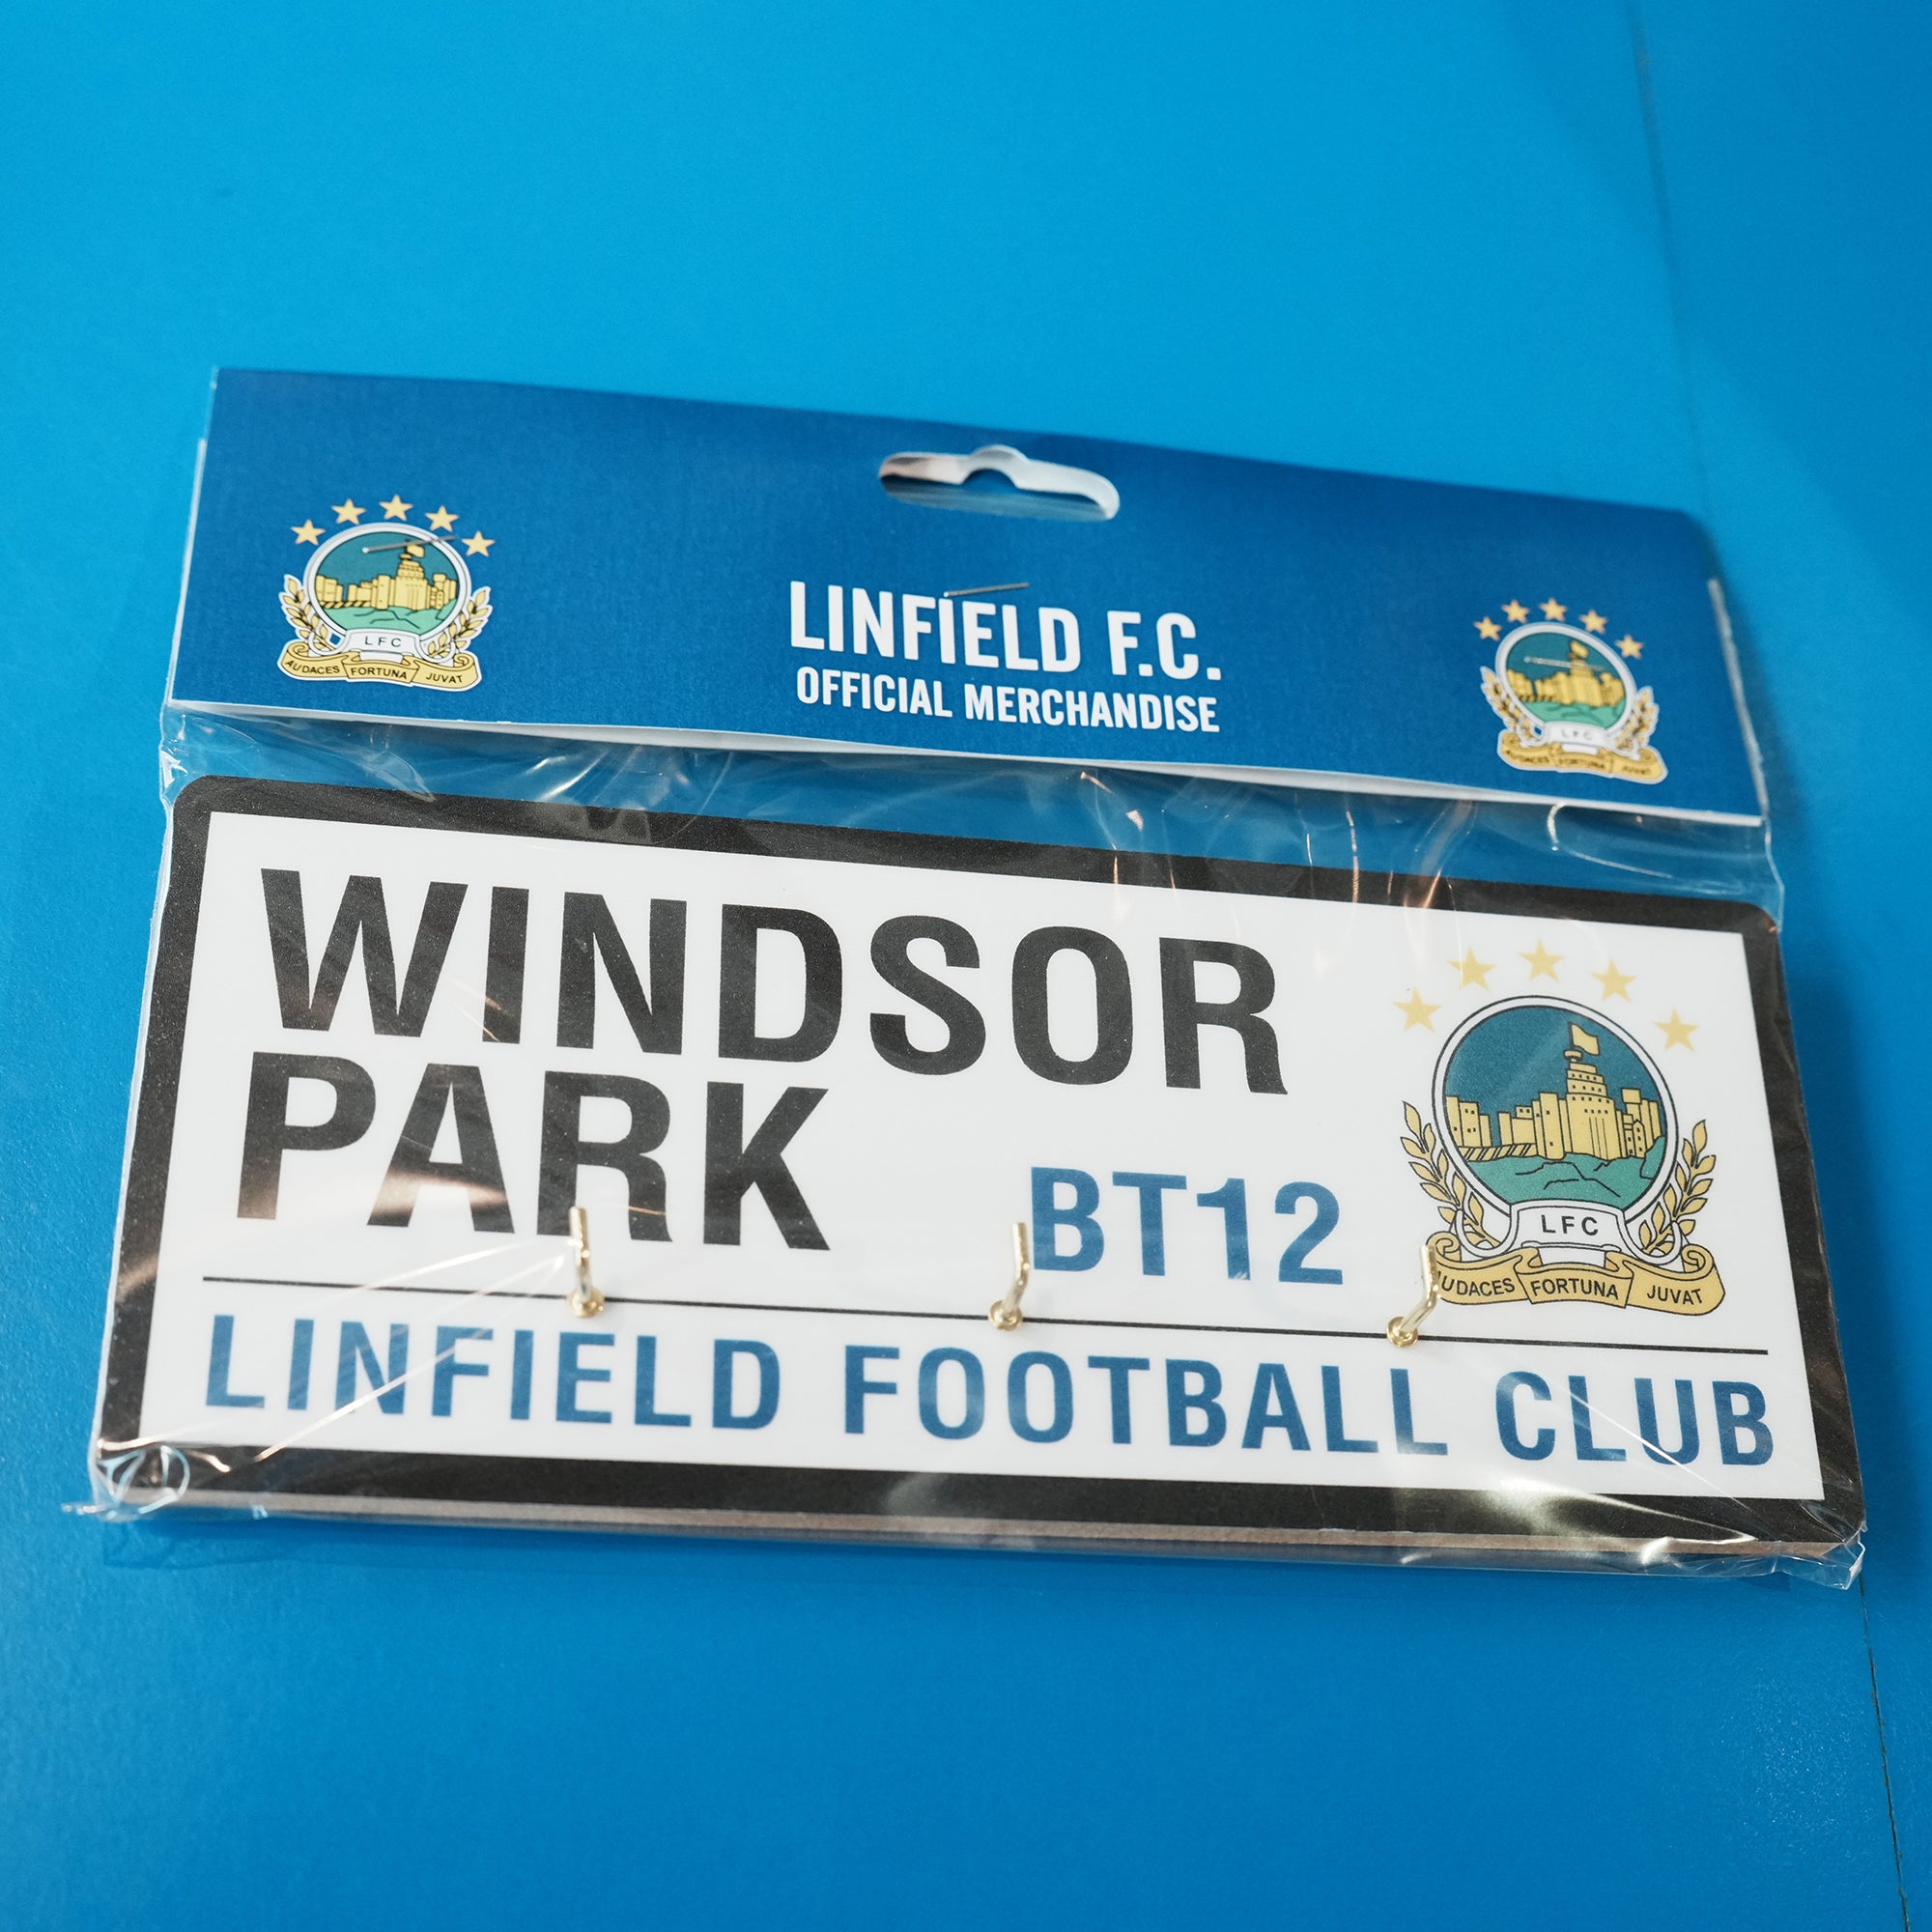 LINFIELD F.C.
OFFICIAL MERCHANDISE
LFC
AUDACES FORTUNA JUVAT
LFC
AUDACES FORTUNA JUVAT
WINDSOR
PARK
BT12
LFC
AUDACES FORTUNA JUVAT
LINFIELD FOOTBALL CLUB